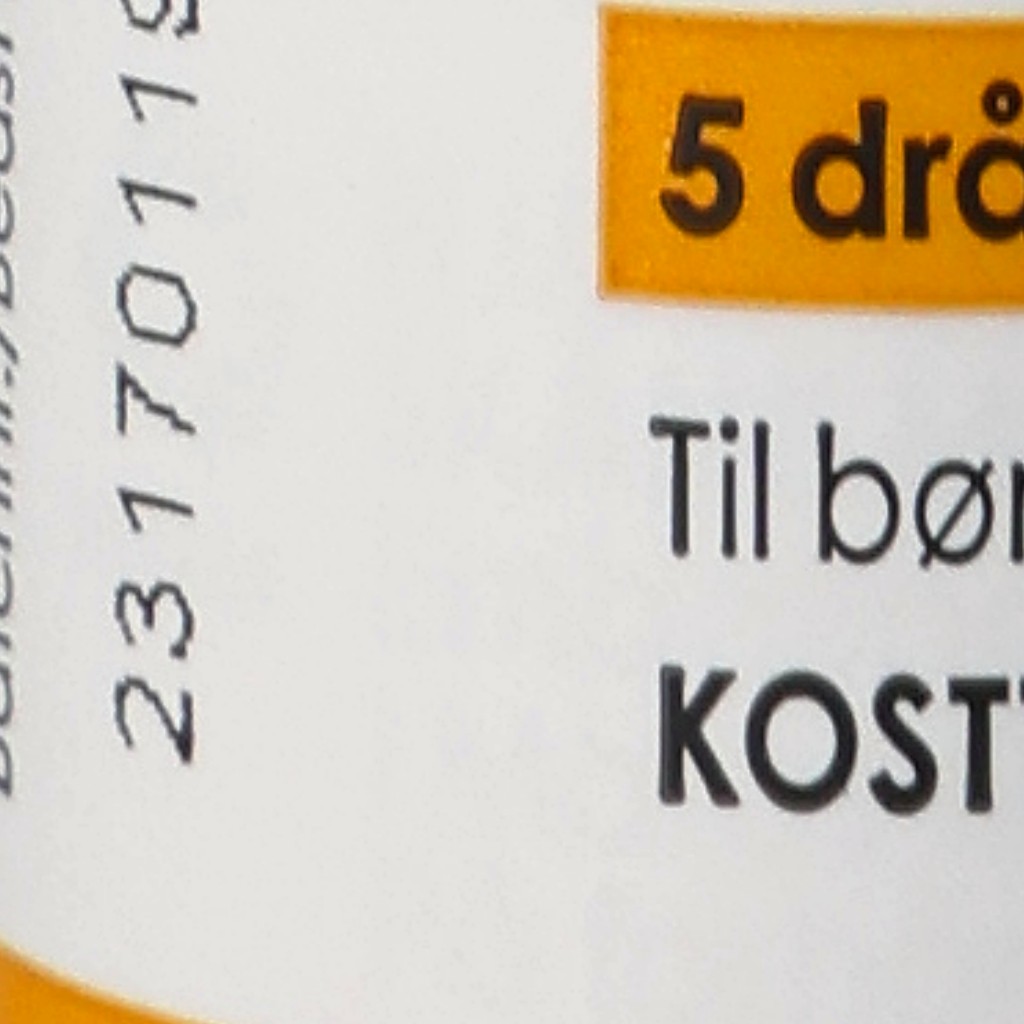 5 drå
Til bør
KOST
2317011